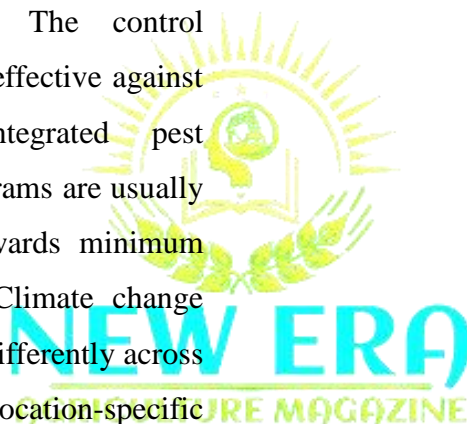 The control
effective against
integrated pest
rams are usually
wards minimum
Climate change
differently across
NEW ERA
ocation-specific
AGRICULTURE MAGAZINE